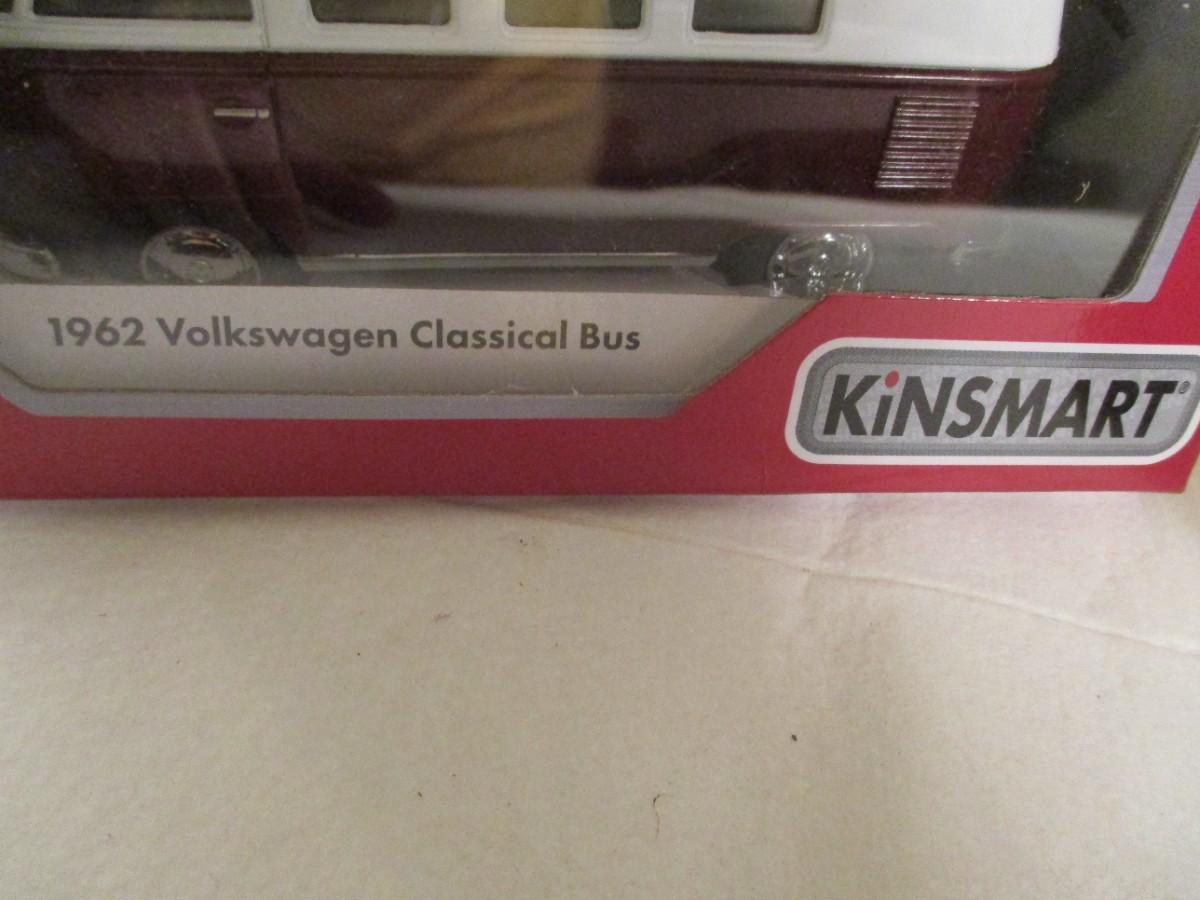 1962 Volkswagen Classical Bus
KiNSMART®